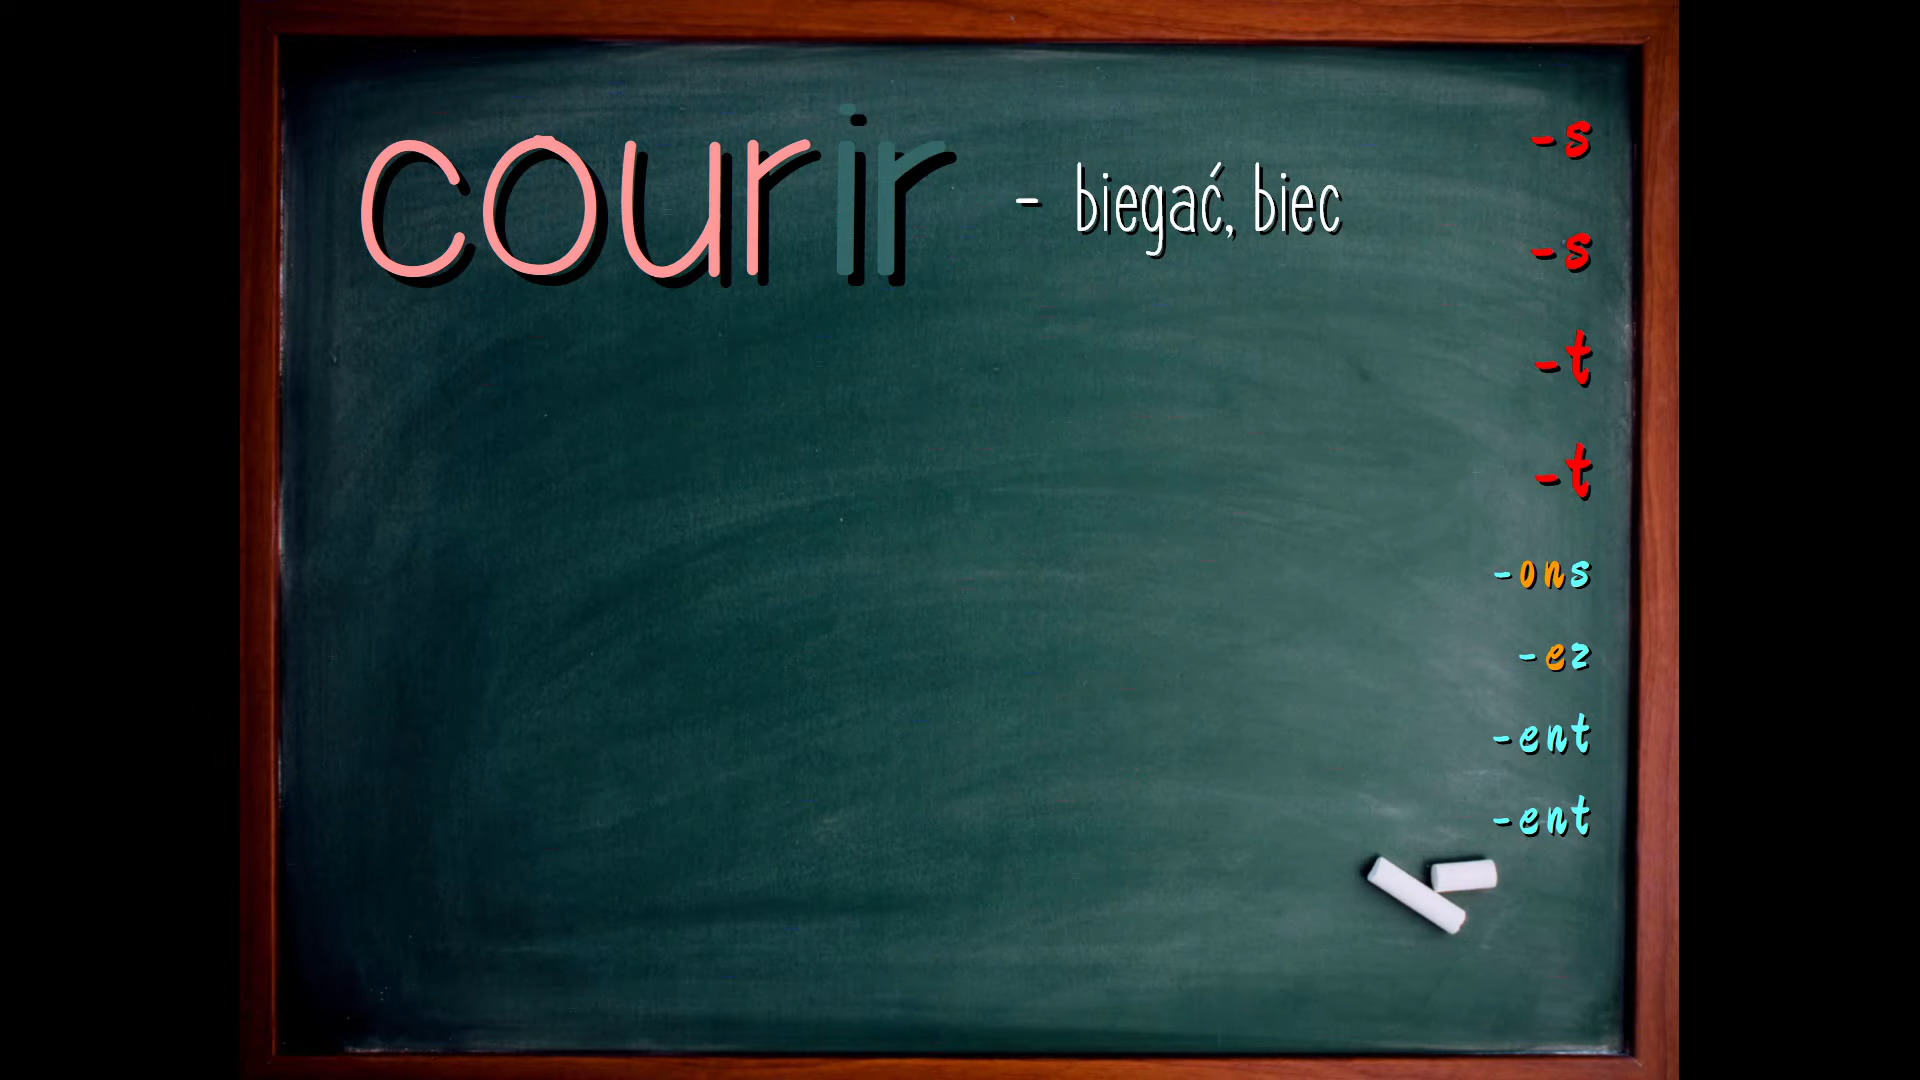 courir - biegać, biec
-s
-s
-t
-t
-ons
-ez
-ent
-ent